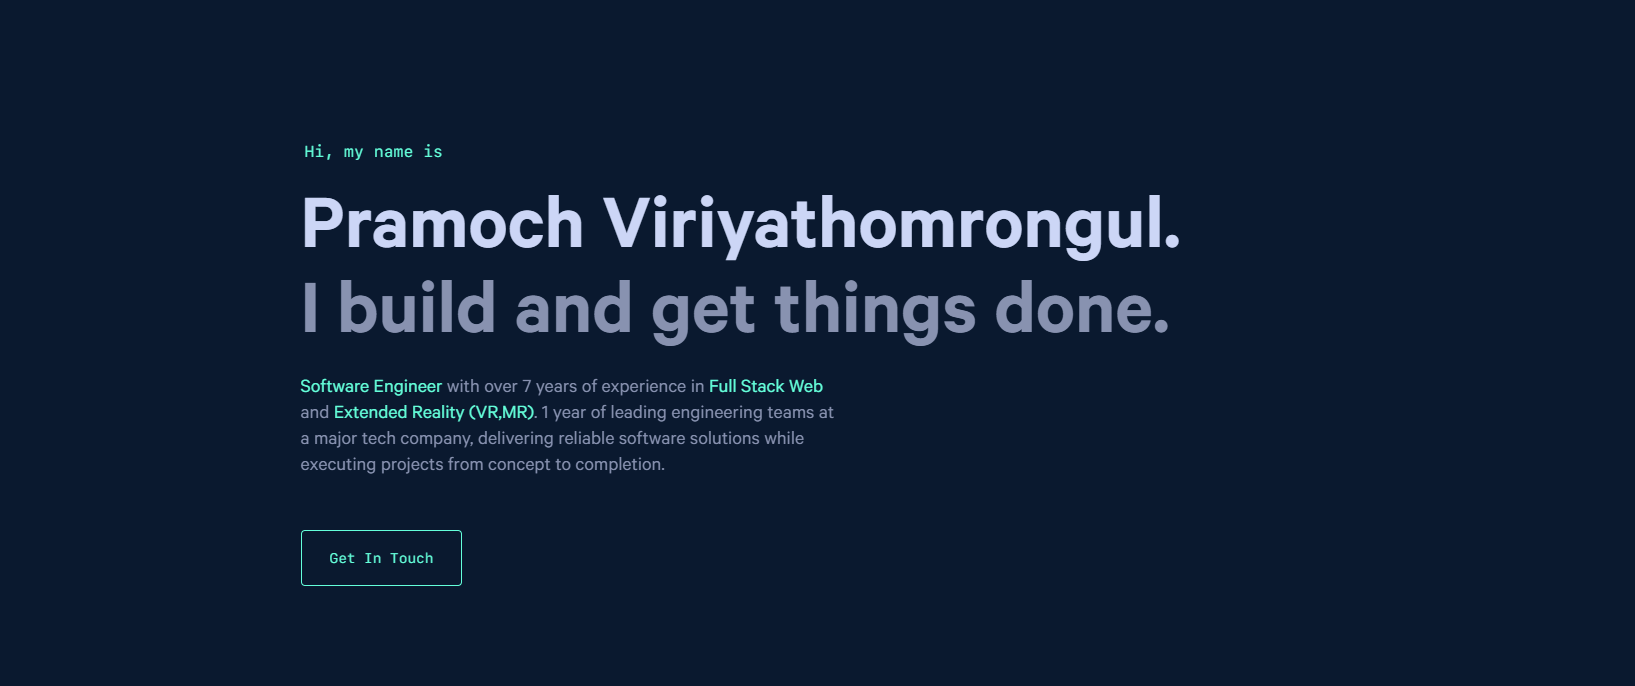 Hi, my name is
Pramoch Viriyathomrongul.
I build and get things done.
Software Engineer with over 7 years of experience in Full Stack Web
and Extended Reality (VR,MR). 1 year of leading engineering teams at
a major tech company, delivering reliable software solutions while
executing projects from concept to completion.
Get In Touch